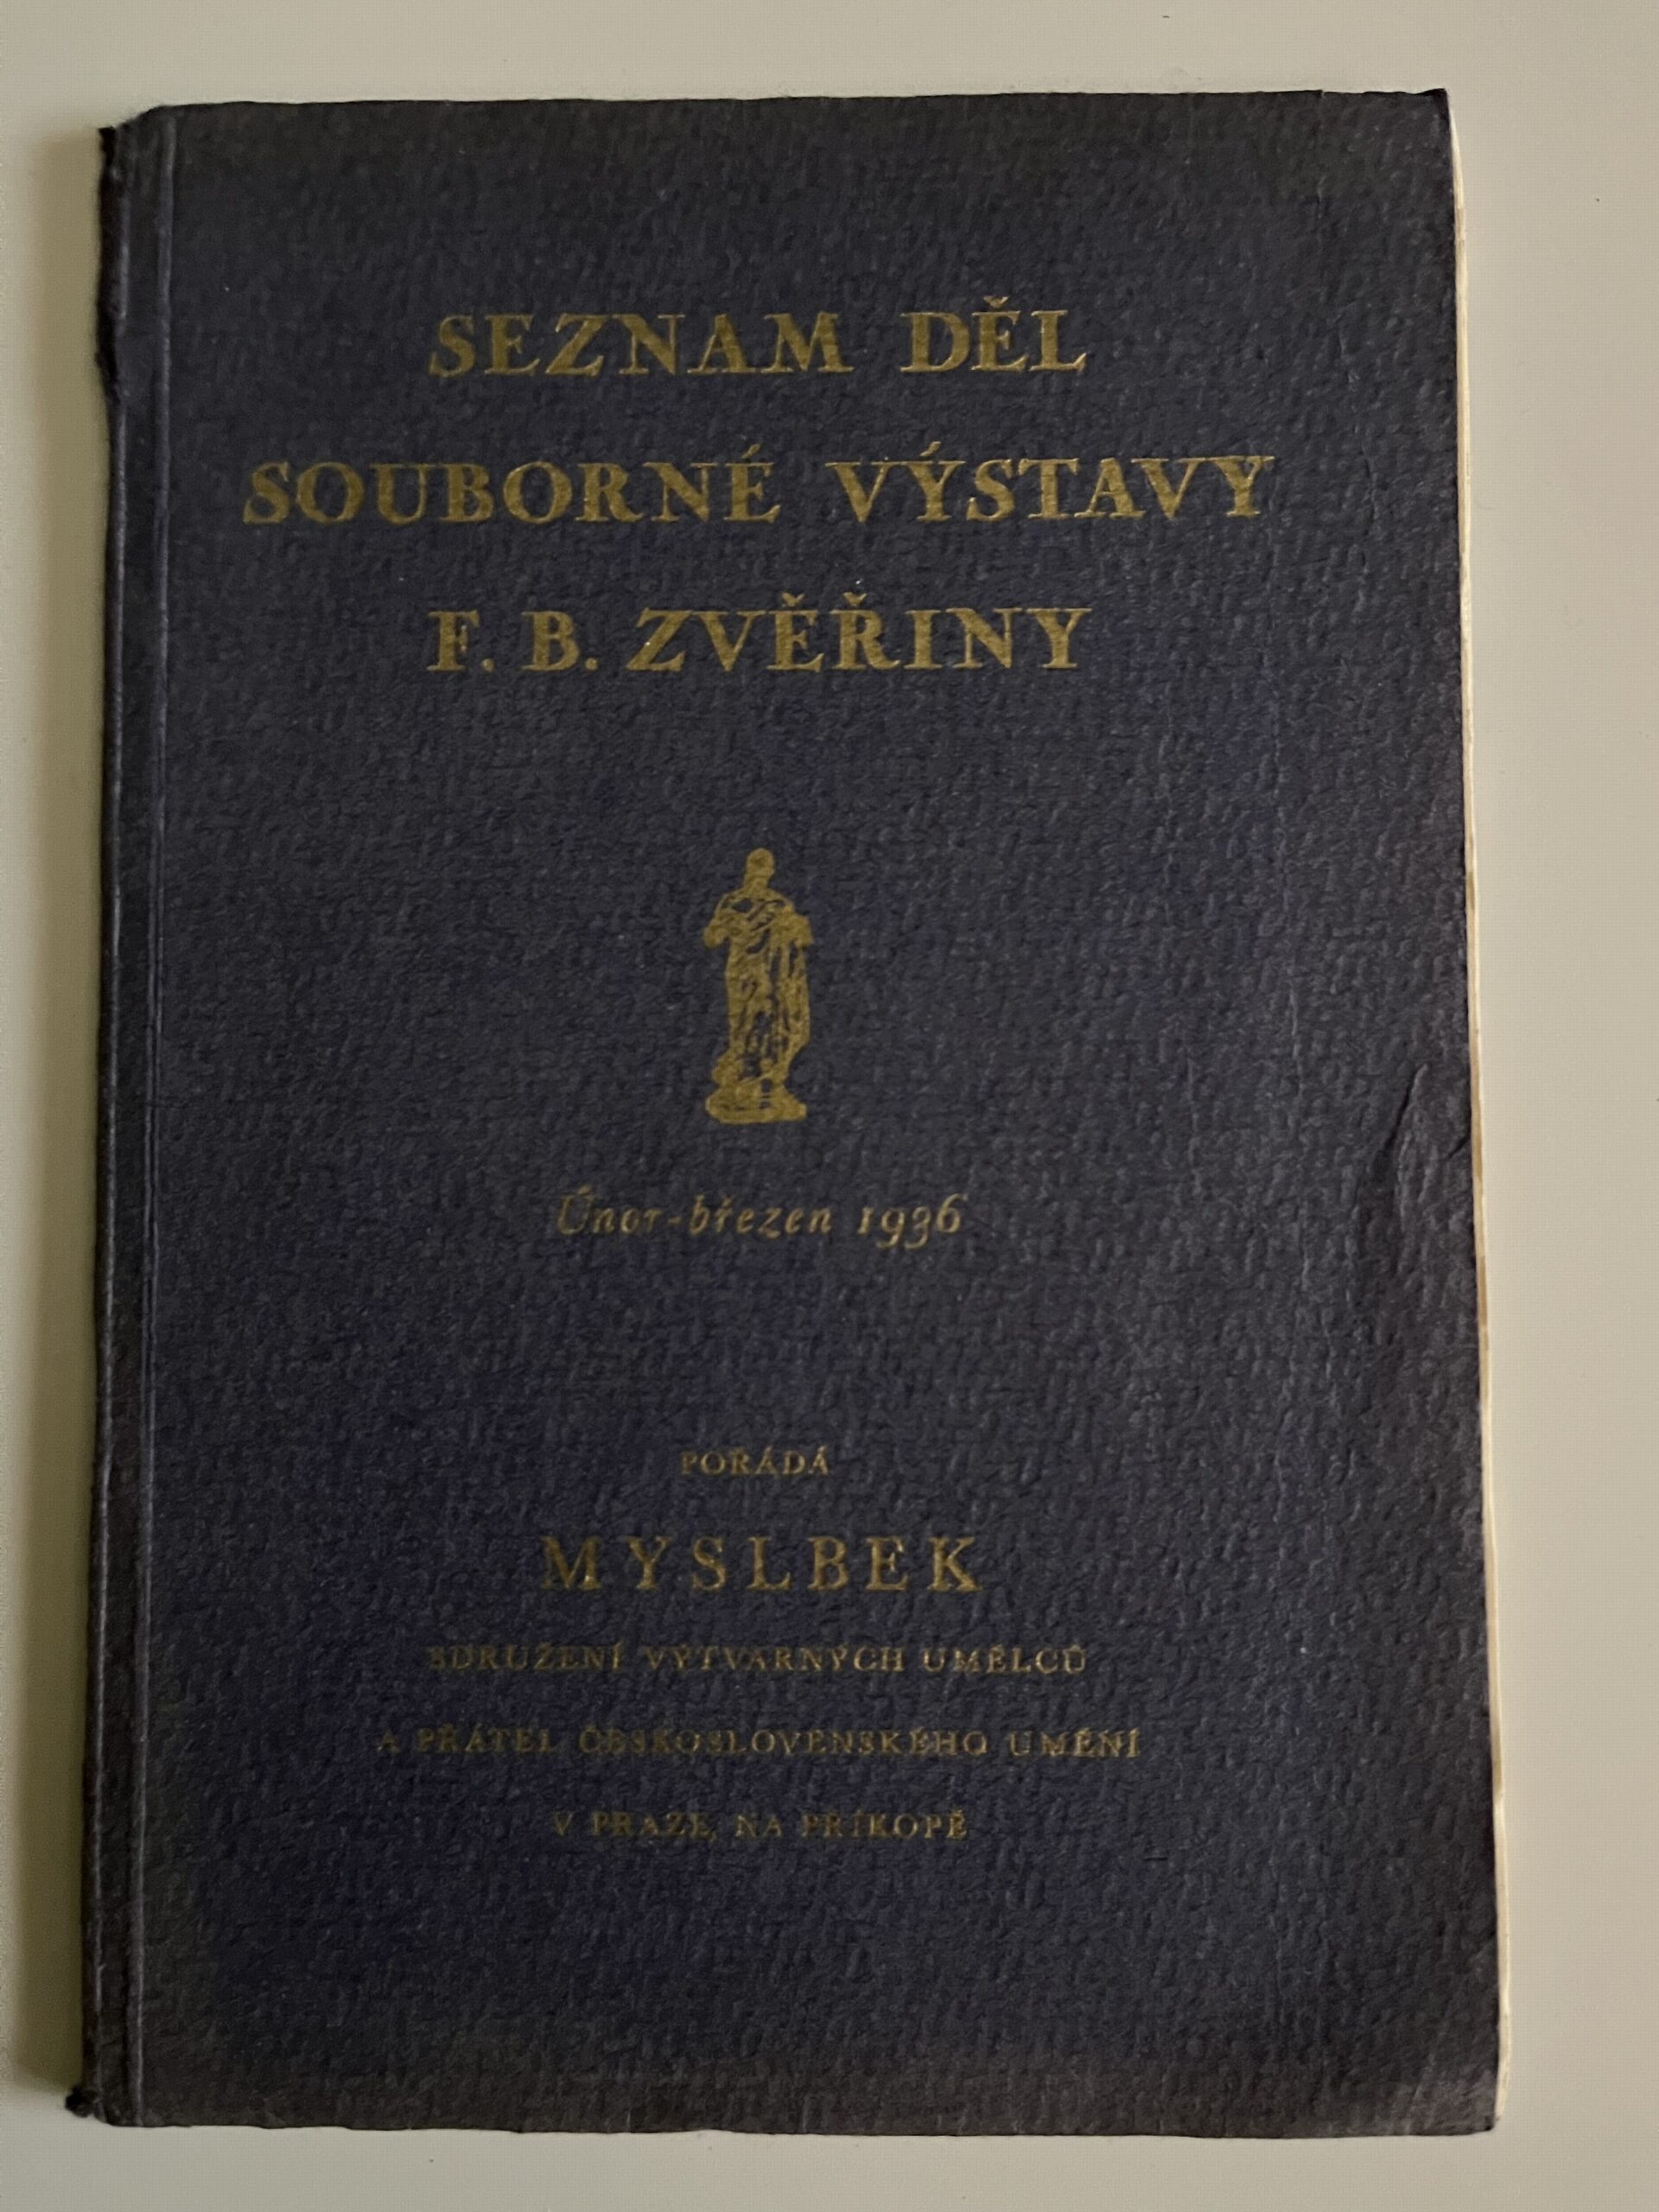 SEZNAM DĚL
SOUBORNÉ VÝSTAVY
F. B. ZVĚŘINY
Únor-březen 1936
POŘÁDÁ
MYSLBEK
SDRUŽENÍ VÝTVARNÝCH UMĚLCŮ
A PŘÁTEL ČESKOSLOVENSKÉHO UMĚNÍ
V PRAZE, NA PŘÍKOPĚ